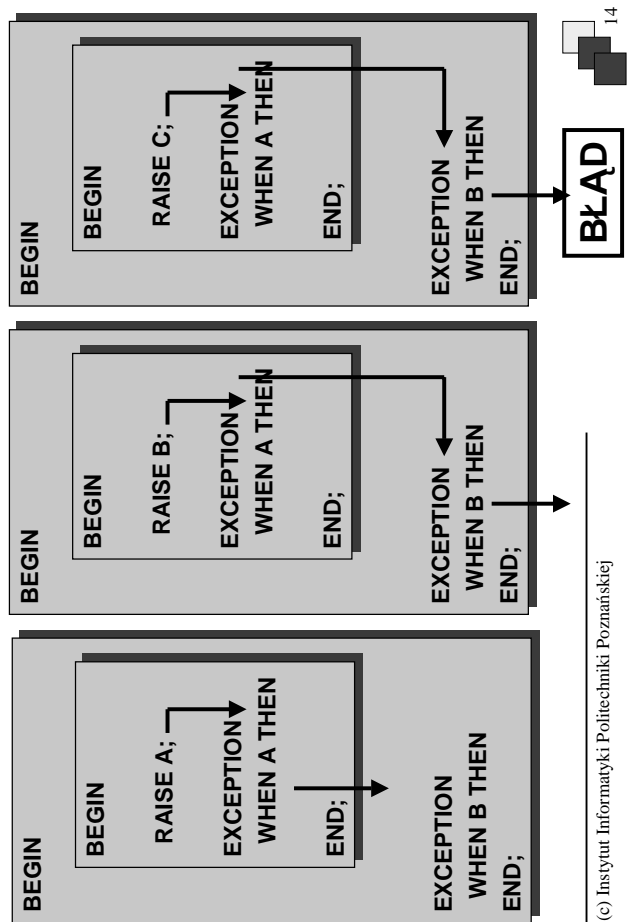 BEGIN
BEGIN
RAISE A;
EXCEPTION
WHEN A THEN
END;
EXCEPTION
WHEN B THEN
END;
BEGIN
BEGIN
RAISE B;
EXCEPTION
WHEN A THEN
END;
EXCEPTION
WHEN B THEN
END;
BEGIN
BEGIN
RAISE C;
EXCEPTION
WHEN A THEN
END;
EXCEPTION
WHEN B THEN
END;
BŁĄD
(c) Instytut Informatyki Politechniki Poznańskiej
14